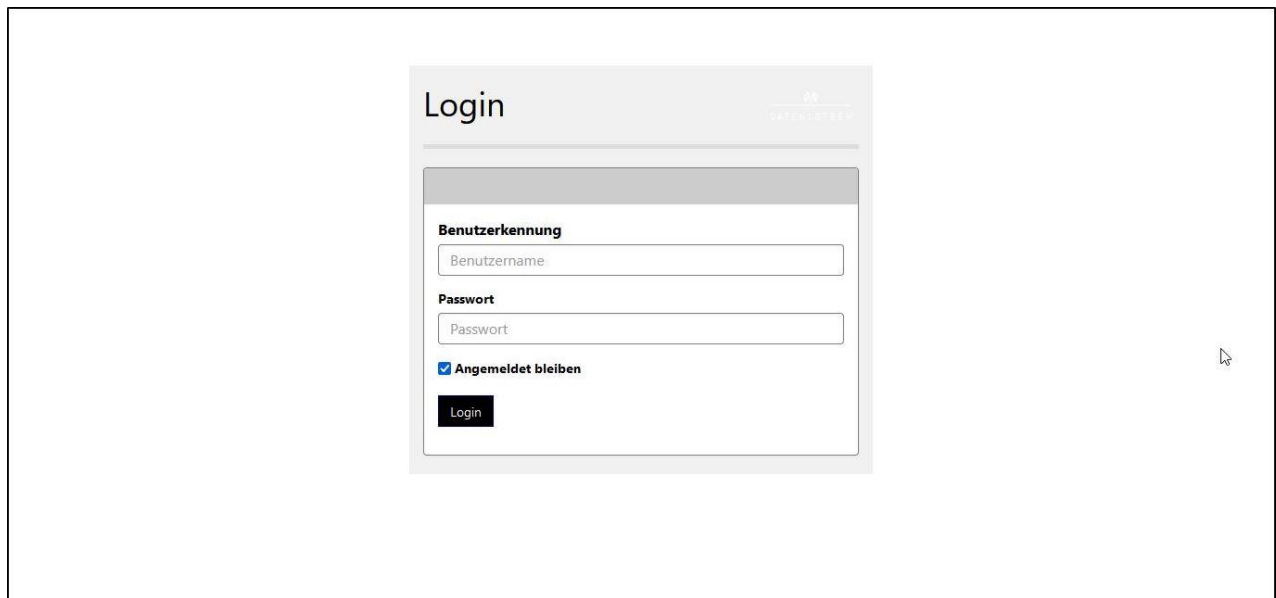 Login
Benutzerkennung
Benutzername
Passwort
Passwort
Angemeldet bleiben
Login